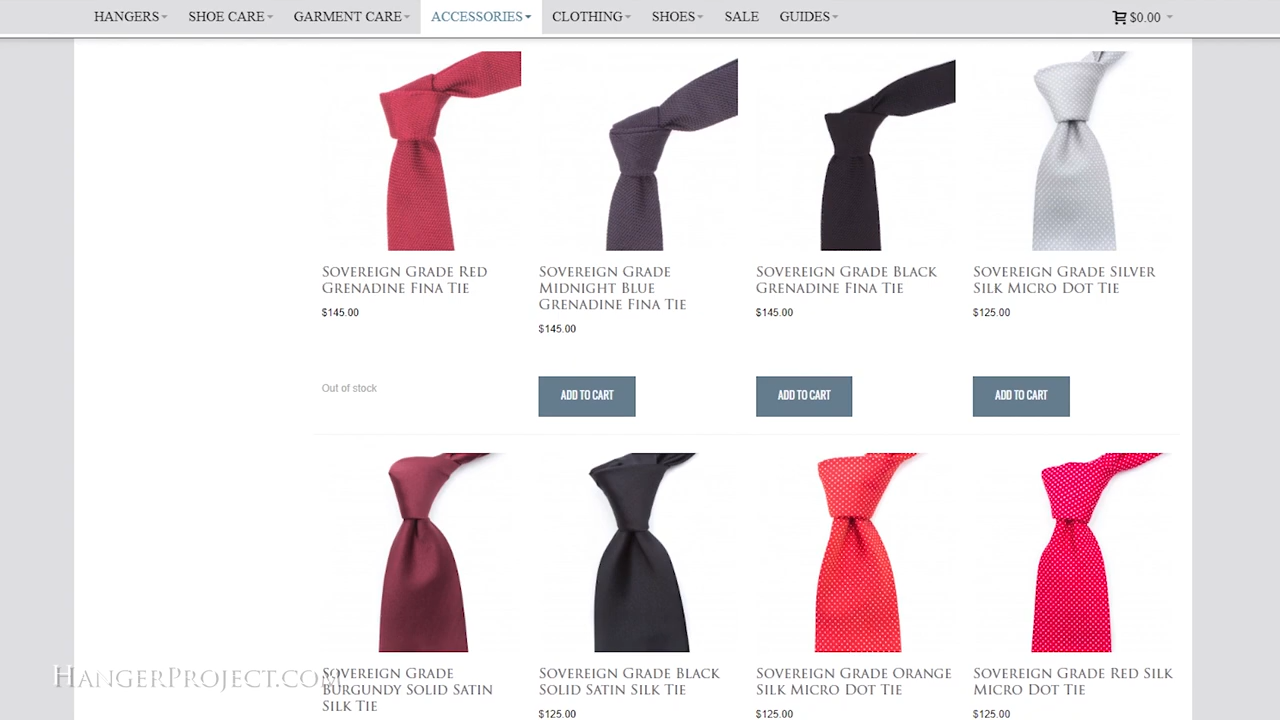 HANGERS SHOE CARE GARMENT CARE ACCESSORIES CLOTHING SHOES SALE GUIDES $0.00
SOVEREIGN GRADE RED
GRENADINE FINA TIE
$145.00
Out of stock
SOVEREIGN GRADE
MIDNIGHT BLUE
GRENADINE FINA TIE
$145.00
ADD TO CART
SOVEREIGN GRADE BLACK
GRENADINE FINA TIE
$145.00
ADD TO CART
SOVEREIGN GRADE SILVER
SILK MICRO DOT TIE
$125.00
ADD TO CART
SOVEREIGN GRADE
BURGUNDY SOLID SATIN
SILK TIE
SOVEREIGN GRADE BLACK
SOLID SATIN SILK TIE
$125.00
SOVEREIGN GRADE ORANGE
SILK MICRO DOT TIE
$125.00
SOVEREIGN GRADE RED SILK
MICRO DOT TIE
$125.00
HANGERPROJECT.COM